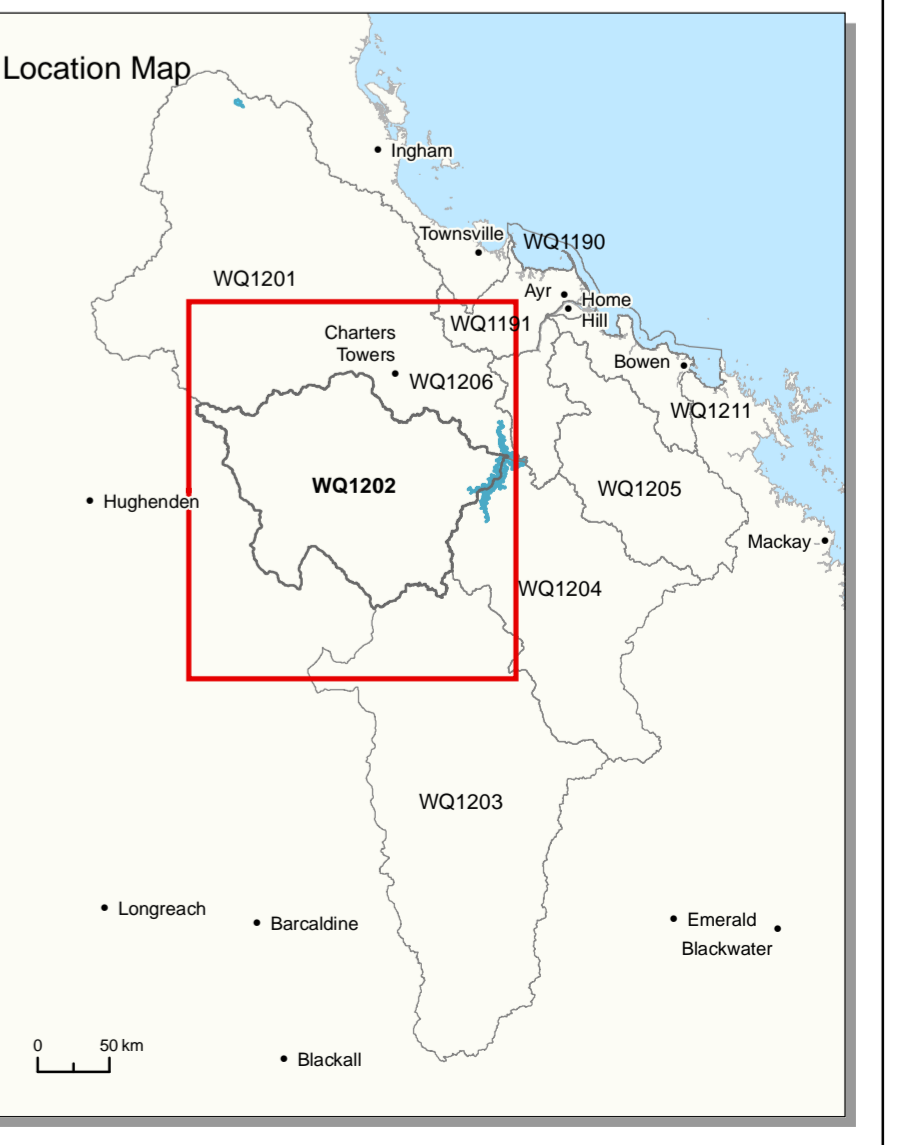 Location Map
Ingham
Townsville
WQ1190
WQ1201
Ayr
Home
Hill
WQ1191
Charters
Towers
Bowen
WQ1206
WQ1211
WQ1202
WQ1205
Hughenden
Mackay
WQ1204
WQ1203
Longreach
Barcaldine
Emerald
Blackwater
0 50 km
Blackall